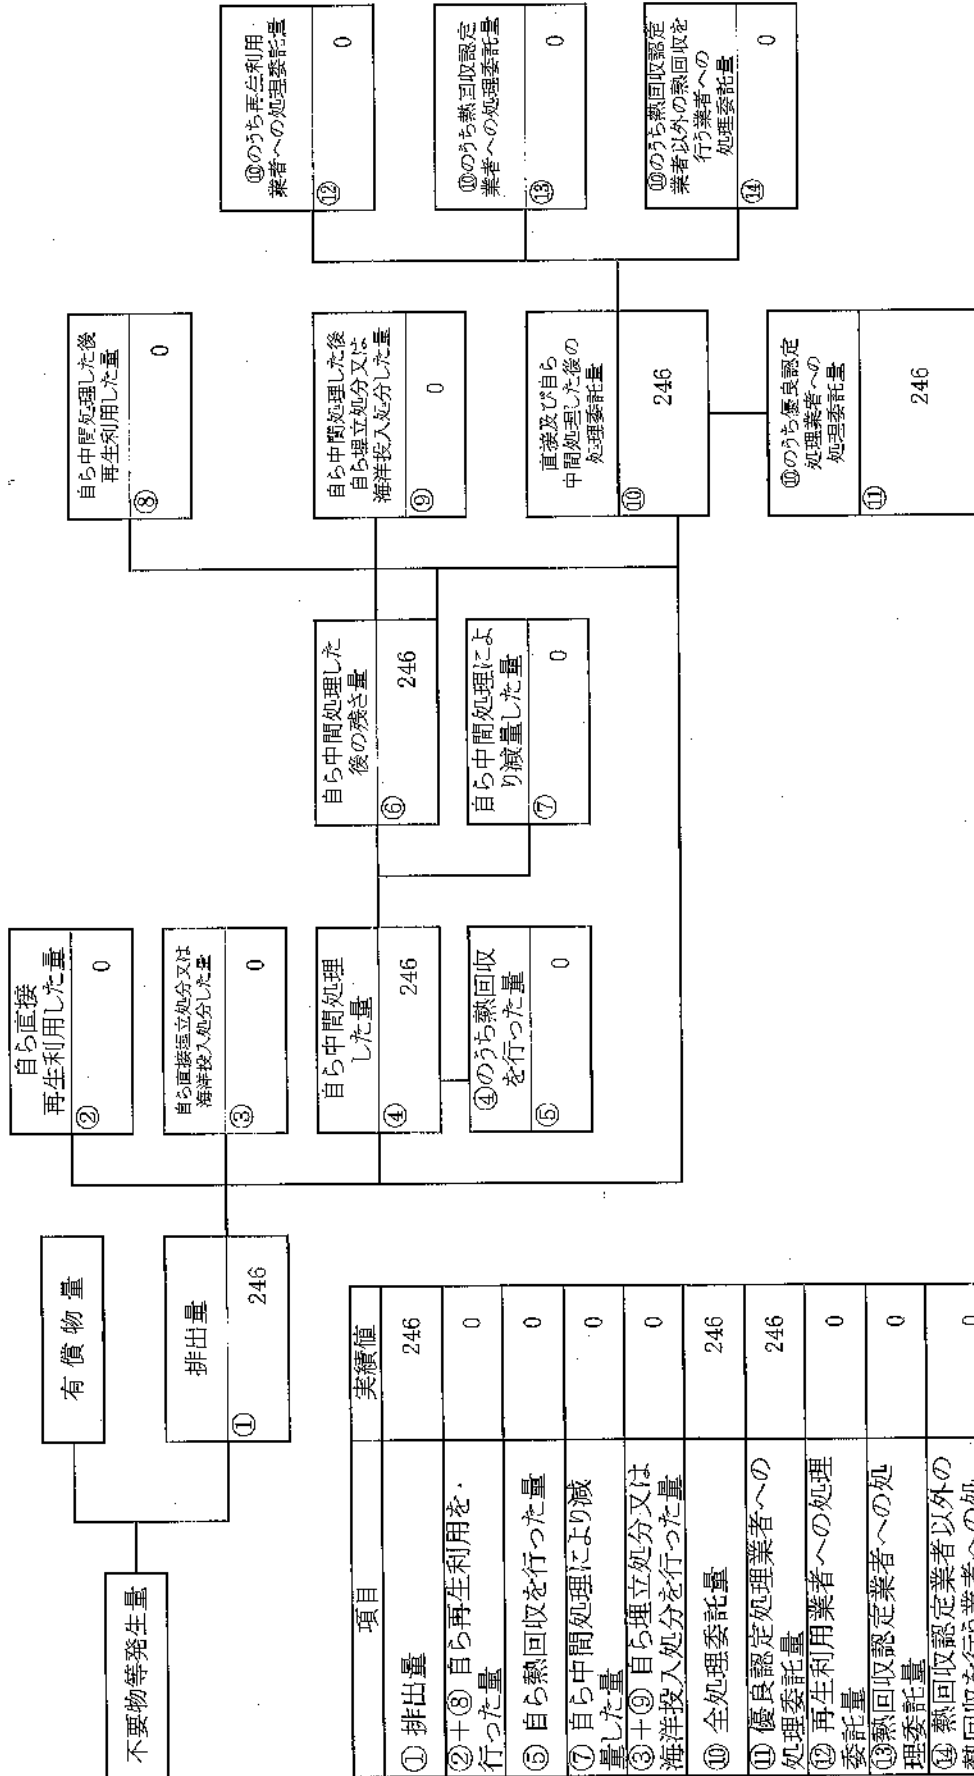 不要物等発生量
有償物量
排出量
①
246
自ら直接
再生利用した量
②
0
自ら直接埋立処分又は
海洋投入処分した量
③
0
自ら中間処理
した量
④
246
④のうち熱回収
を行った量
⑤
0
自ら中間処理した
後の残さ量
⑥
246
自ら中間処理によ
り減量した量
⑦
0
自ら中間処理した後
再生利用した量
⑧
0
自ら中間処理した後
自ら埋立処分又は
海洋投入処分した量
⑨
0
直接及び自ら
中間処理した後の
処理委託量
⑩
246
⑩のうち優良認定
処理業者への
処理委託量
⑪
246
⑩のうち再生利用
業者への処理委託量
⑫
0
⑩のうち熱回収認定
業者への処理委託量
⑬
0
⑩のうち熱回収認定
業者以外の熱回収を
行う業者への
処理委託量
⑭
0
項目 実績値
① 排出量 246
②+⑧ 自ら再生利用を
行った量 0
⑤ 自ら熱回収を行った量 0
⑦ 自ら中間処理により減
量した量 0
③+⑨ 自ら埋立処分又は
海洋投入処分を行った量 0
⑩ 全処理委託量 246
⑪ 優良認定処理業者への
処理委託量 246
⑫ 再生利用業者への処理
委託量 0
⑬熱回収認定業者への処
理委託量 0
⑭ 熱回収認定業者以外の
熱回収を行う業者への処 0